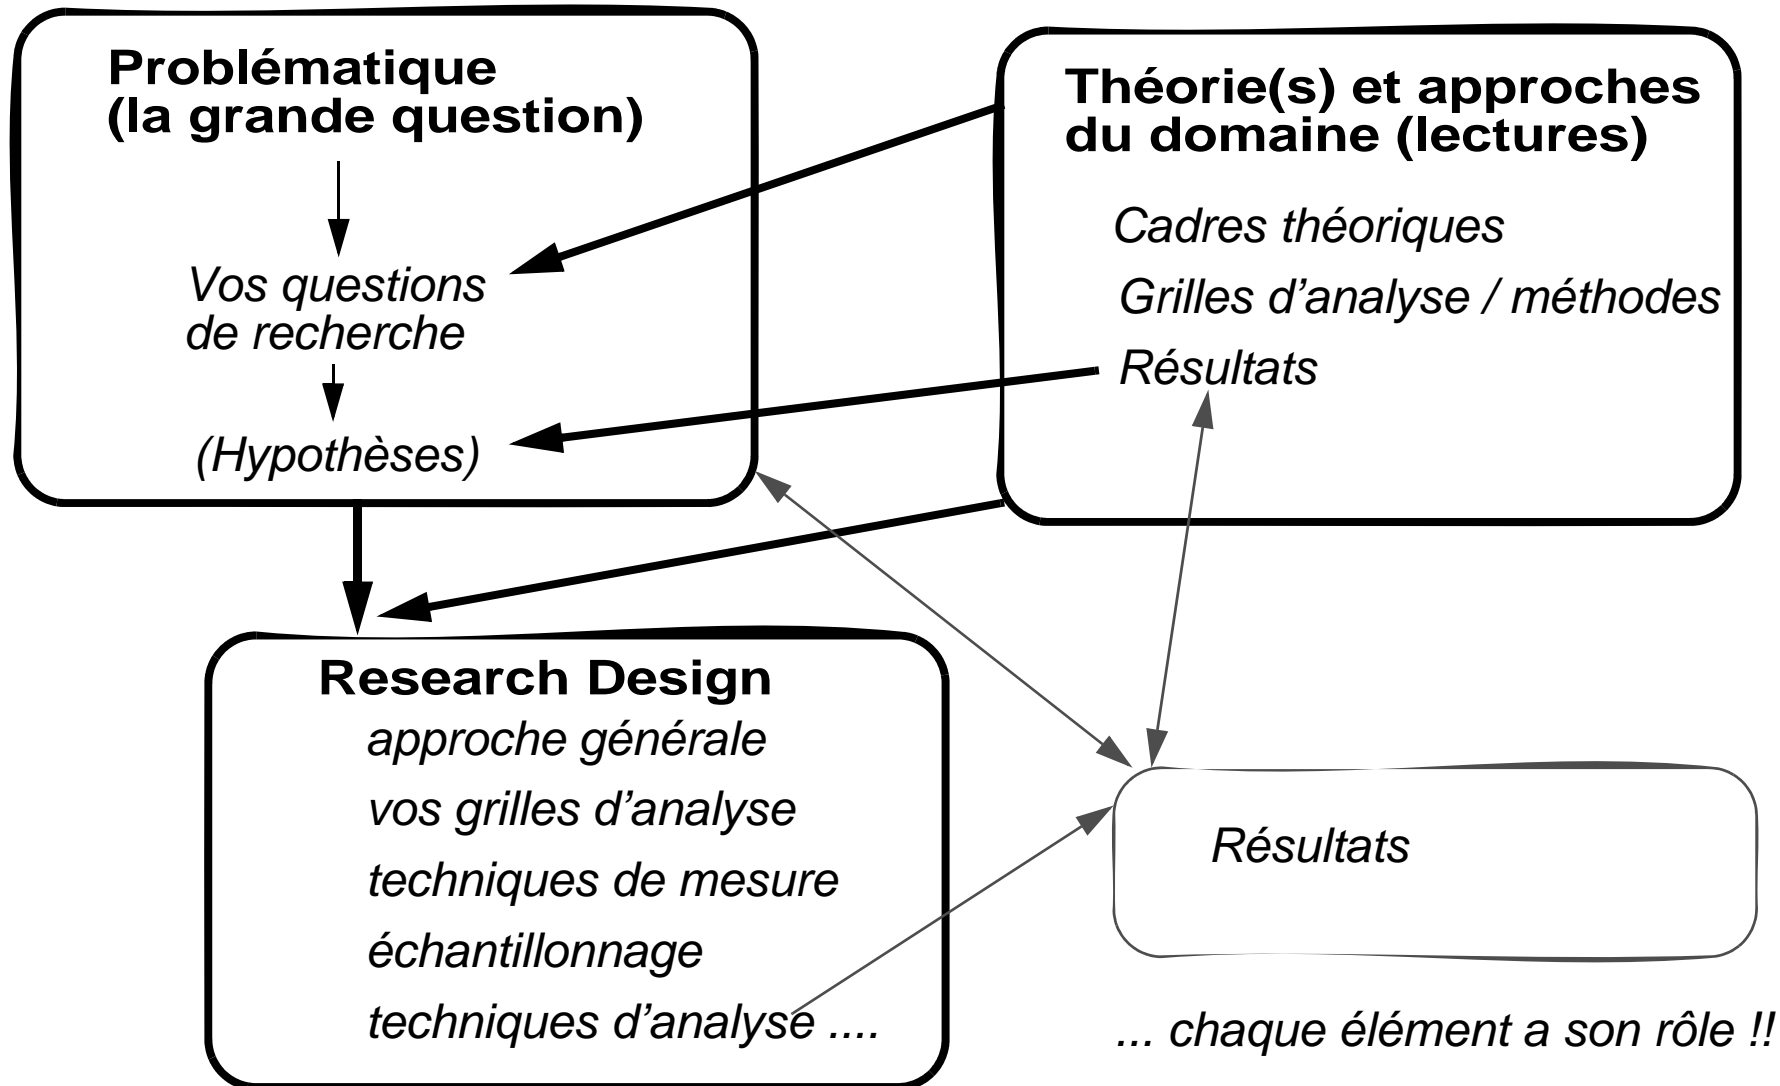 Problématique
(la grande question)
Vos questions
de recherche
(Hypothèses)
Théorie(s) et approches
du domaine (lectures)
Cadres théoriques
Grilles d’analyse / méthodes
Résultats
Research Design
approche générale
vos grilles d’analyse
techniques de mesure
échantillonnage
techniques d’analyse ....
Résultats
... chaque élément a son rôle !!